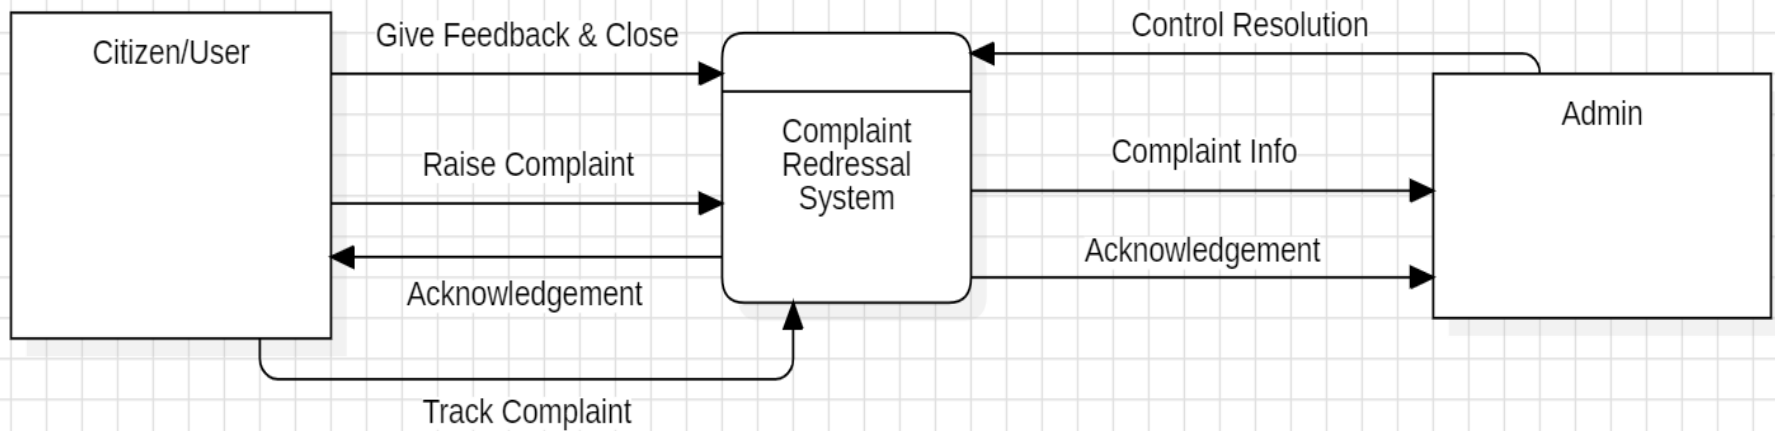 Citizen/User
Give Feedback & Close
Raise Complaint
Acknowledgement
Track Complaint
Complaint
Redressal
System
Control Resolution
Complaint Info
Acknowledgement
Admin